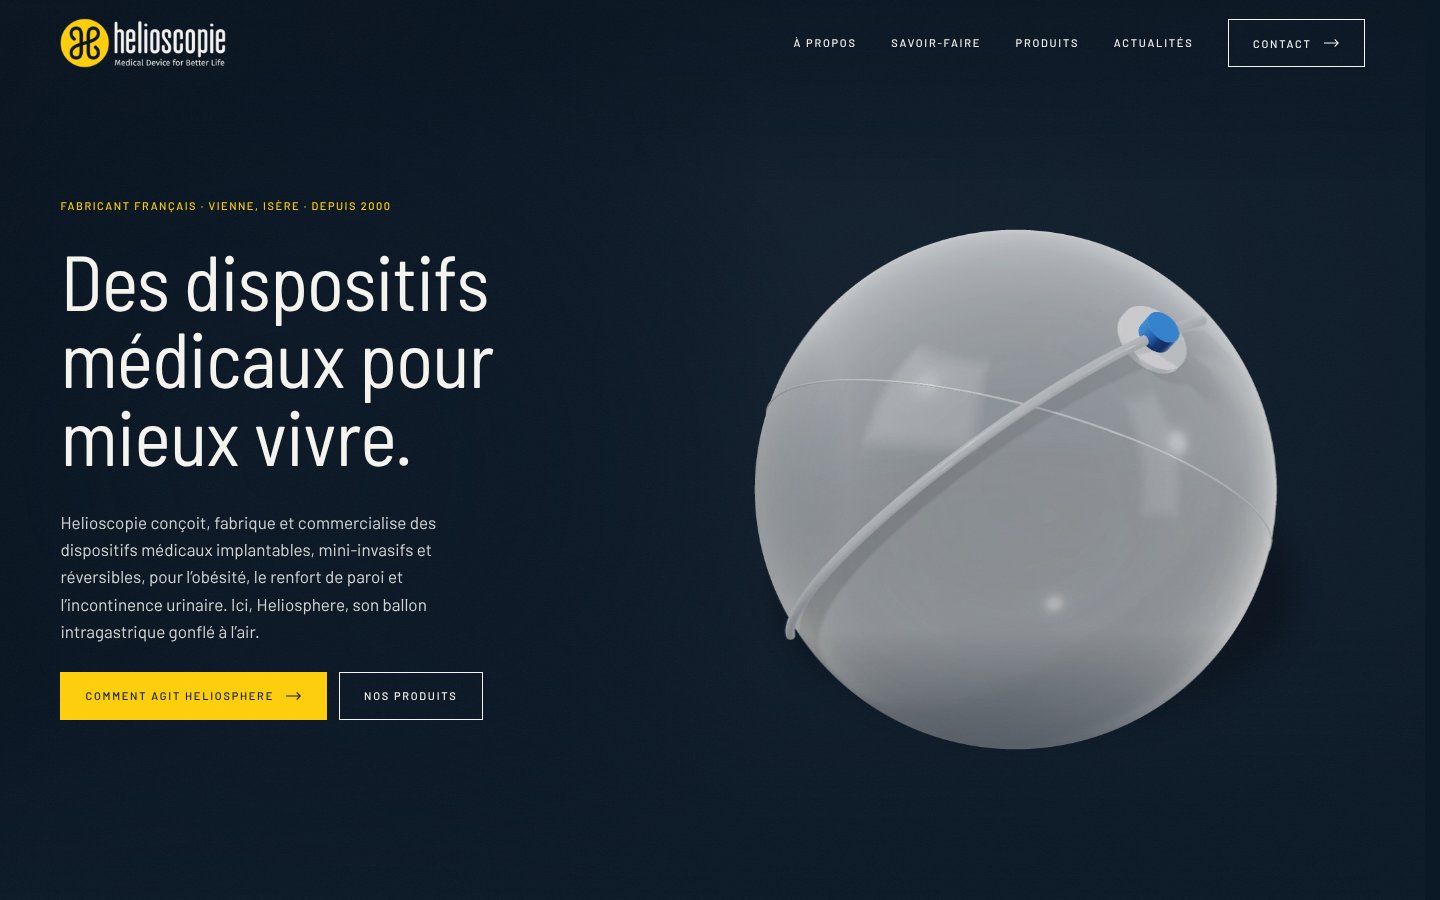 helioscopie
Medical Device for Better Life
À PROPOS
SAVOIR-FAIRE
PRODUITS
ACTUALITÉS
CONTACT
FABRICANT FRANÇAIS · VIENNE, ISÈRE · DEPUIS 2000
Des dispositifs
médicaux pour
mieux vivre.
Helioscopie conçoit, fabrique et commercialise des
dispositifs médicaux implantables, mini-invasifs et
réversibles, pour l’obésité, le renfort de paroi et
l’incontinence urinaire. Ici, Heliosphere, son ballon
intragastrique gonflé à l’air.
COMMENT AGIT HELIOSPHERE
NOS PRODUITS